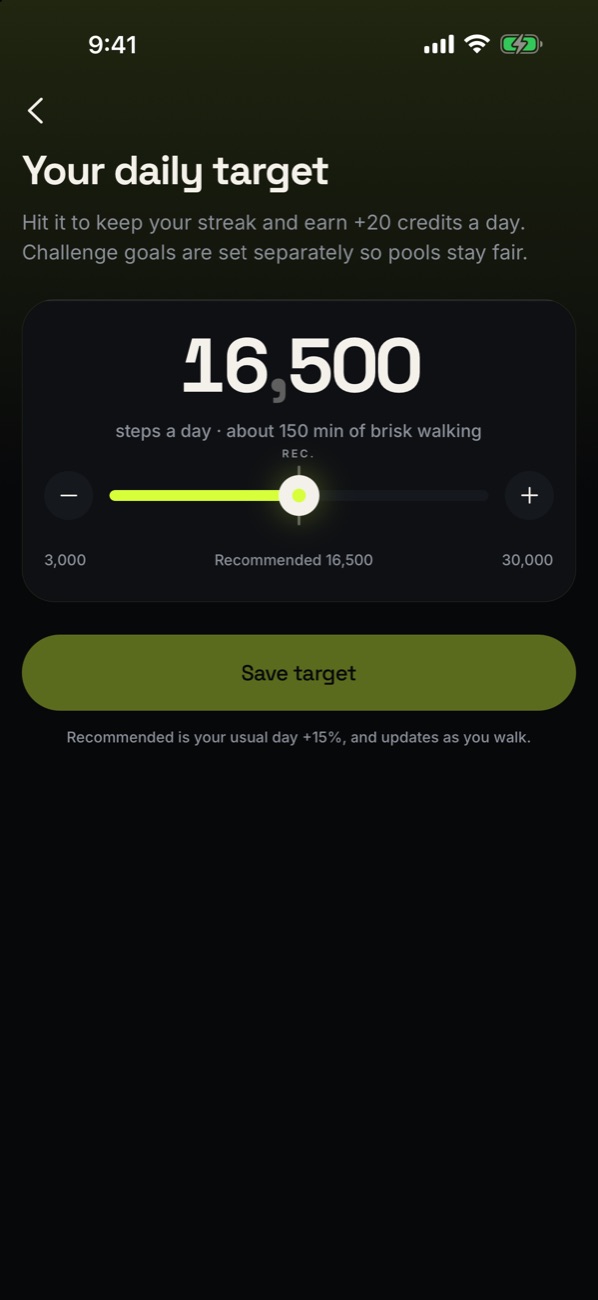 9:41
Your daily target
Hit it to keep your streak and earn +20 credits a day.
Challenge goals are set separately so pools stay fair.
16,500
steps a day · about 150 min of brisk walking
REC.
3,000
Recommended 16,500
30,000
Save target
Recommended is your usual day +15%, and updates as you walk.